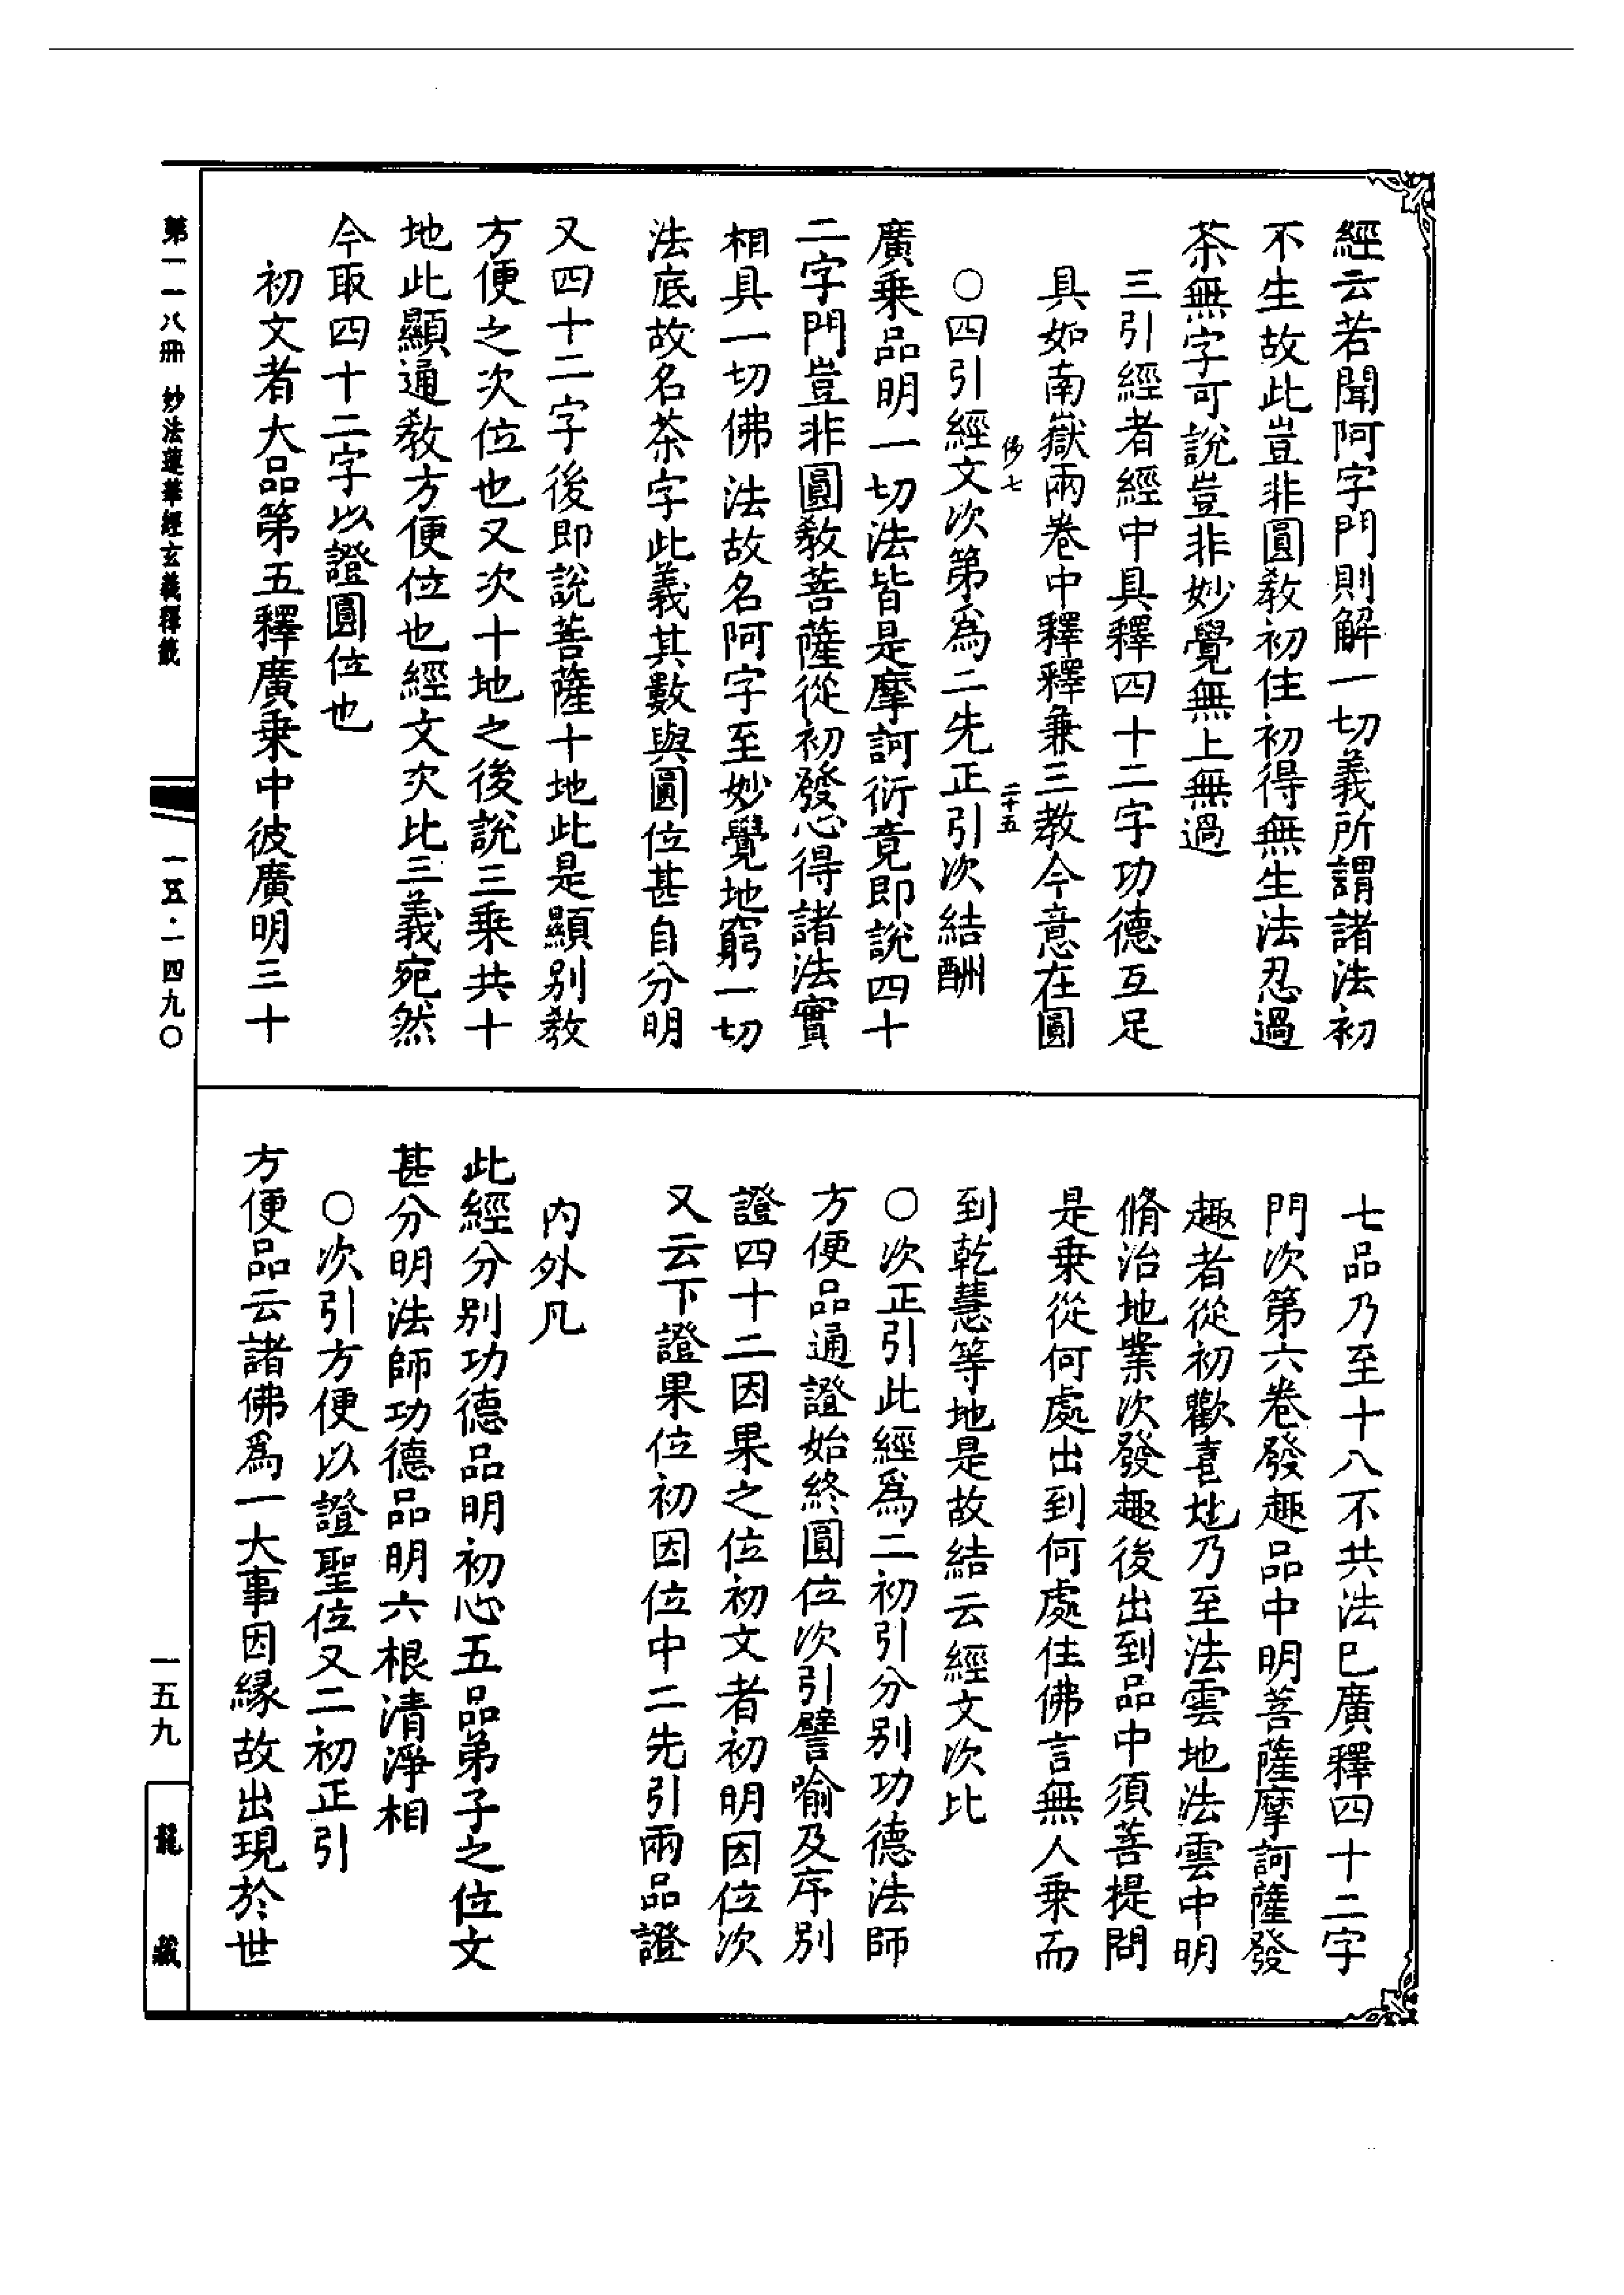 經云若聞阿字門則解一切義所謂諸法初
不生故此豈非圓教初住初得無生法忍過
茶無字可說豈非妙覺無上無過
三引經者經中具釋四十二字功德互足
具如南嶽兩卷中釋釋兼三教今意在圓
二十五
○四引經文次第為二先正引次結酬
廣乗品明一切法皆是摩訶衍竟即說四十
二字門豈非圓教菩薩從初發心得諸法實
相具一切佛法故名阿字至妙覺地窮一切
法底故名茶字此義其數與圓位甚自分明
又四十二字後即說菩薩十地此是顯别教
方便之次位也又次十地之後說三乗共十
地此顯通教方便位也經文次比三義宛然
今取四十二字以證圓位也
初文者大品第五釋廣乗中彼廣明三十
七品乃至十八不共法巳廣釋四十二字
門次第六卷發趣品中明菩薩摩訶薩發
趣者從初歡喜地乃至法雲地法雲中明
脩治地業次發趣後出到品中須菩提問
是乗從何處出到何處住佛言無人乗而
到乾慧等地是故結云經文次比
○次正引此經為二初引分别功德法師
方便品通證始終圓位次引譬喻及序别
證四十二因果之位初文者初明因位次
又云下證果位初因位中二先引兩品證
内外凡
此經分别功德品明初心五品弟子之位文
甚分明法師功德品明六根清淨相
○次引方便以證聖位又二初正引
方便品云諸佛為一大事因緣故出現於世
第一一八冊 妙法蓮華經玄義釋籤
一五·一四九〇
一五九
龍藏